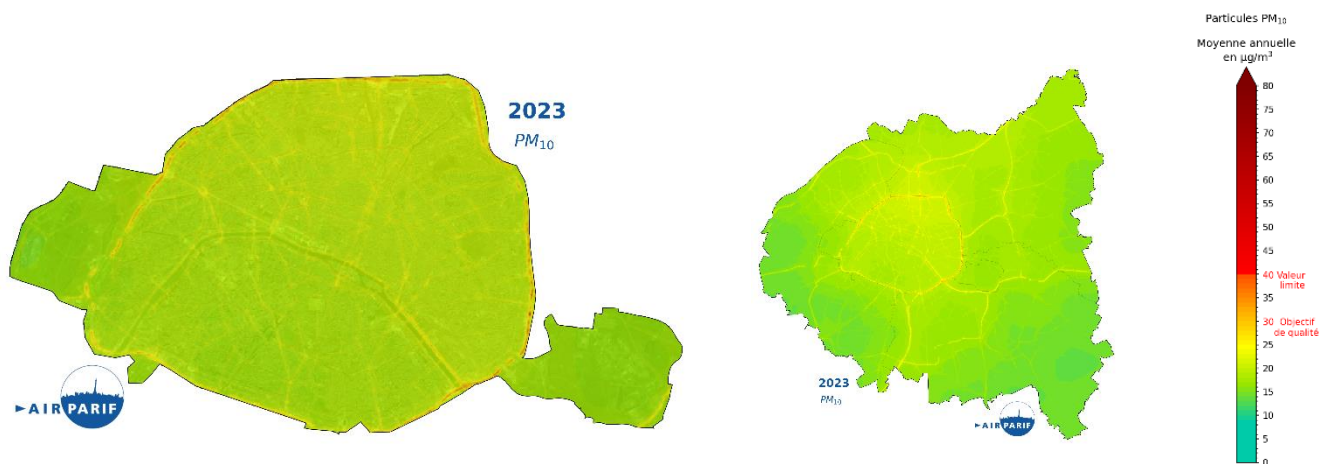 2023
PM10
AIRPARIF
2023
PM10
AIRPARIF
Particules PM10
Moyenne annuelle
en µg/m3
80
75
70
65
60
55
50
45
40 Valeur
limite
35
30 Objectif
de qualité
25
20
15
10
5
0